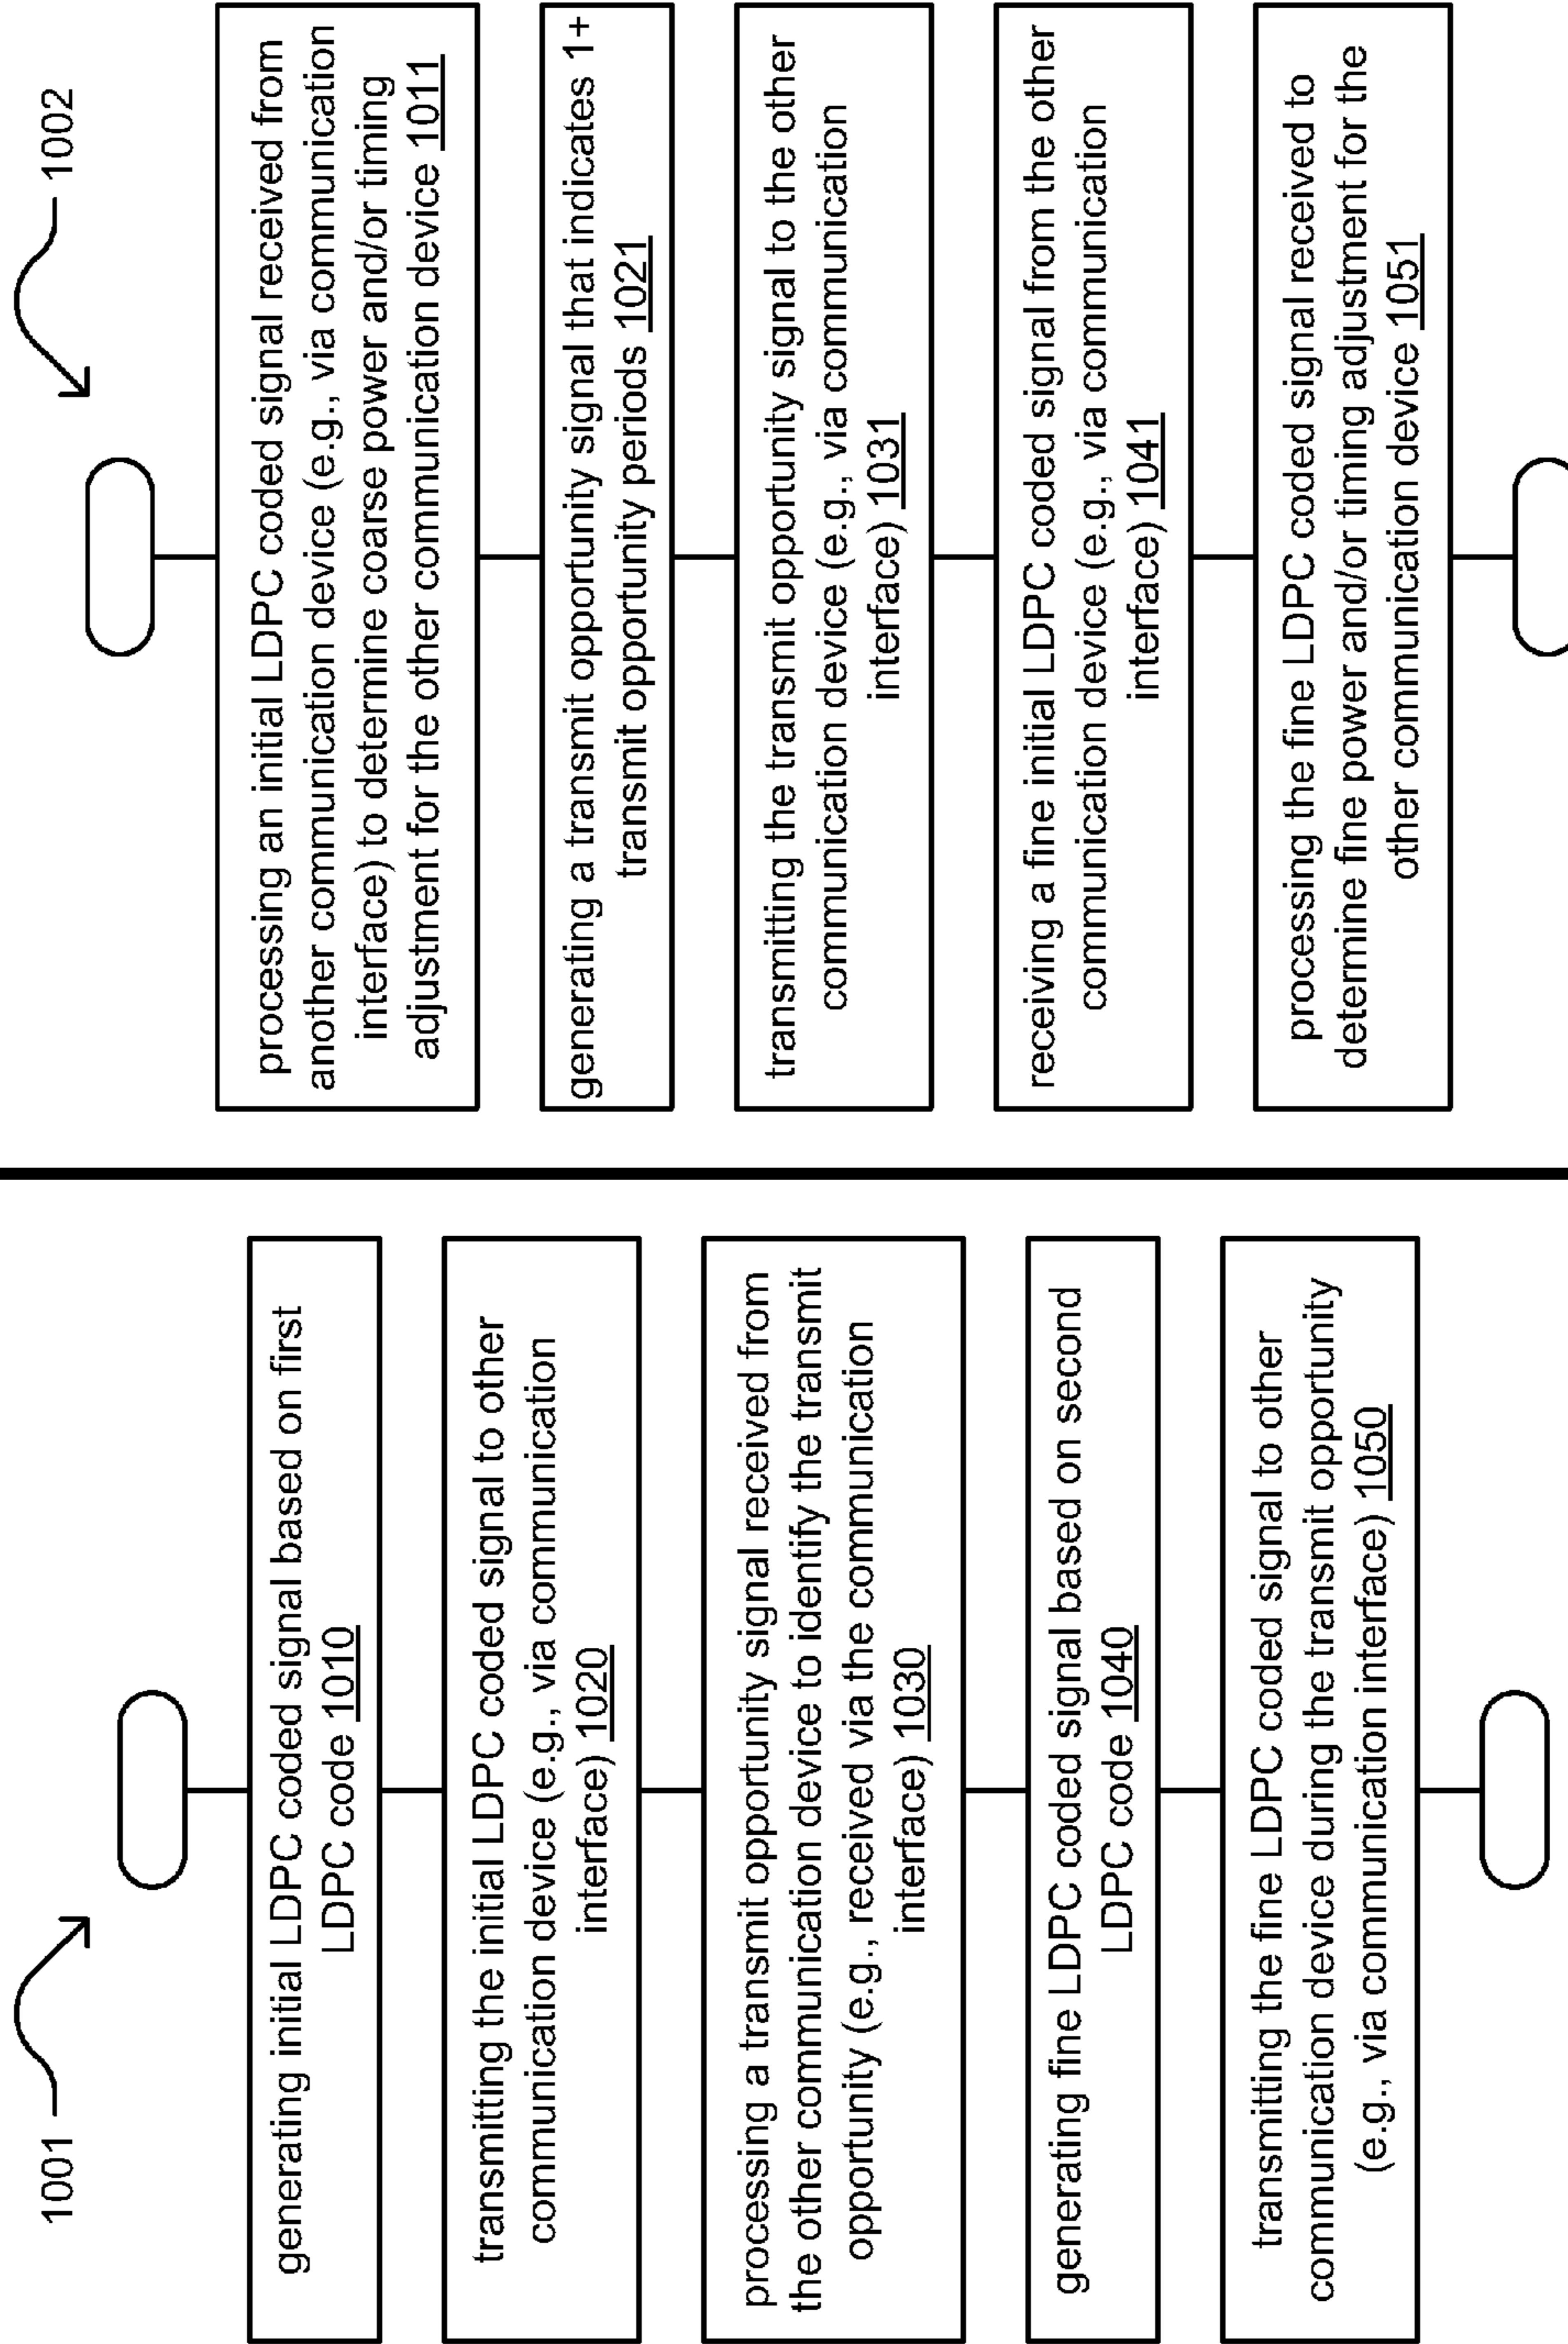 1001
generating initial LDPC coded signal based on first
LDPC code 1010
transmitting the initial LDPC coded signal to other
communication device (e.g., via communication
interface) 1020
processing a transmit opportunity signal received from
the other communication device to identify the transmit
opportunity (e.g., received via the communication
interface) 1030
generating fine LDPC coded signal based on second
LDPC code 1040
transmitting the fine LDPC coded signal to other
communication device during the transmit opportunity
(e.g., via communication interface) 1050
1002
processing an initial LDPC coded signal received from
another communication device (e.g., via communication
interface) to determine coarse power and/or timing
adjustment for the other communication device 1011
generating a transmit opportunity signal that indicates 1+
transmit opportunity periods 1021
transmitting the transmit opportunity signal to the other
communication device (e.g., via communication
interface) 1031
receiving a fine initial LDPC coded signal from the other
communication device (e.g., via communication
interface) 1041
processing the fine LDPC coded signal received to
determine fine power and/or timing adjustment for the
other communication device 1051